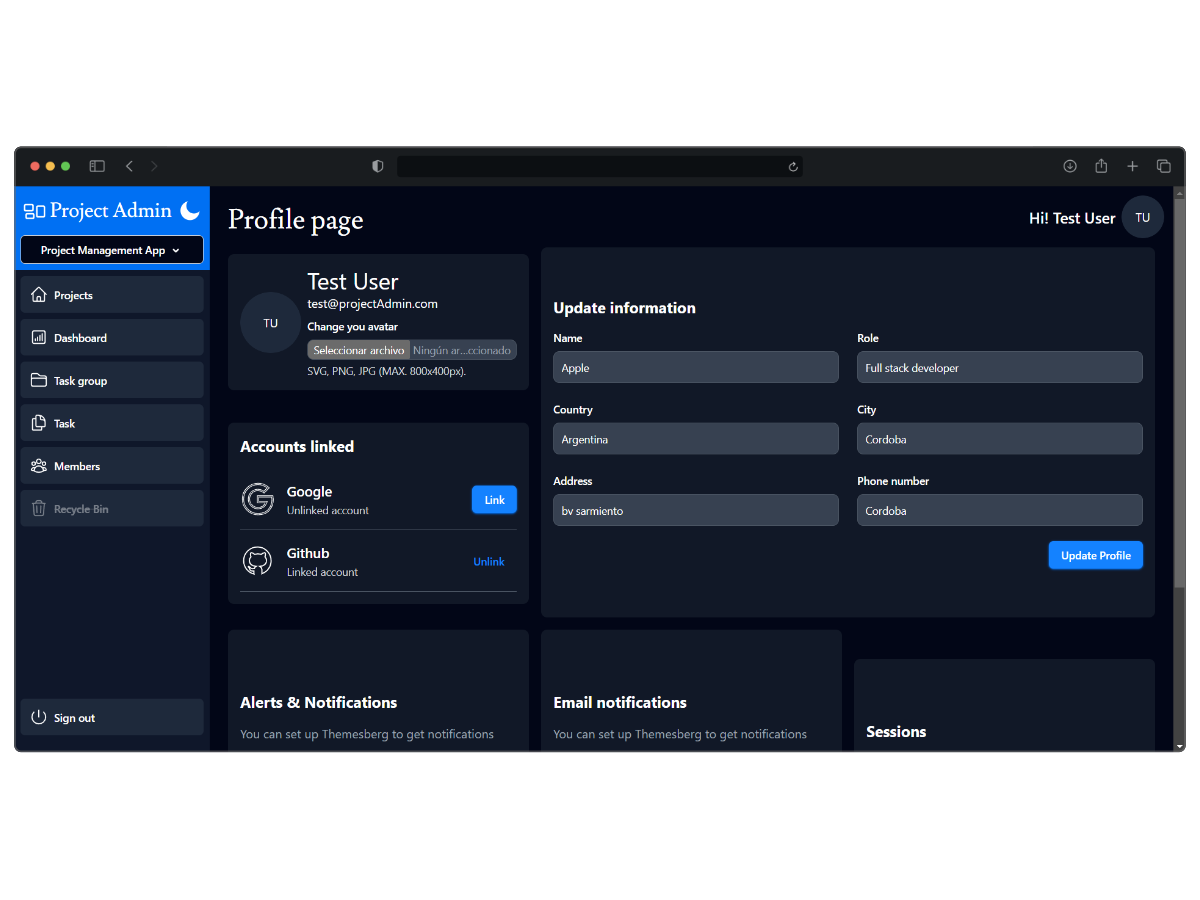 Project Admin
Project Management App
Projects
Dashboard
Task group
Task
Members
Recycle Bin
Sign out
Profile page
Hi! Test User
TU
TU
Test User
test@projectAdmin.com
Change you avatar
Seleccionar archivo Ningún ar...ccionado
SVG, PNG, JPG (MAX. 800x400px).
Accounts linked
Google
Unlinked account
Link
Github
Linked account
Unlink
Update information
Name
Role
Apple
Full stack developer
Country
City
Argentina
Cordoba
Address
Phone number
bv sarmiento
Cordoba
Update Profile
Alerts & Notifications
You can set up Themesberg to get notifications
Email notifications
You can set up Themesberg to get notifications
Sessions